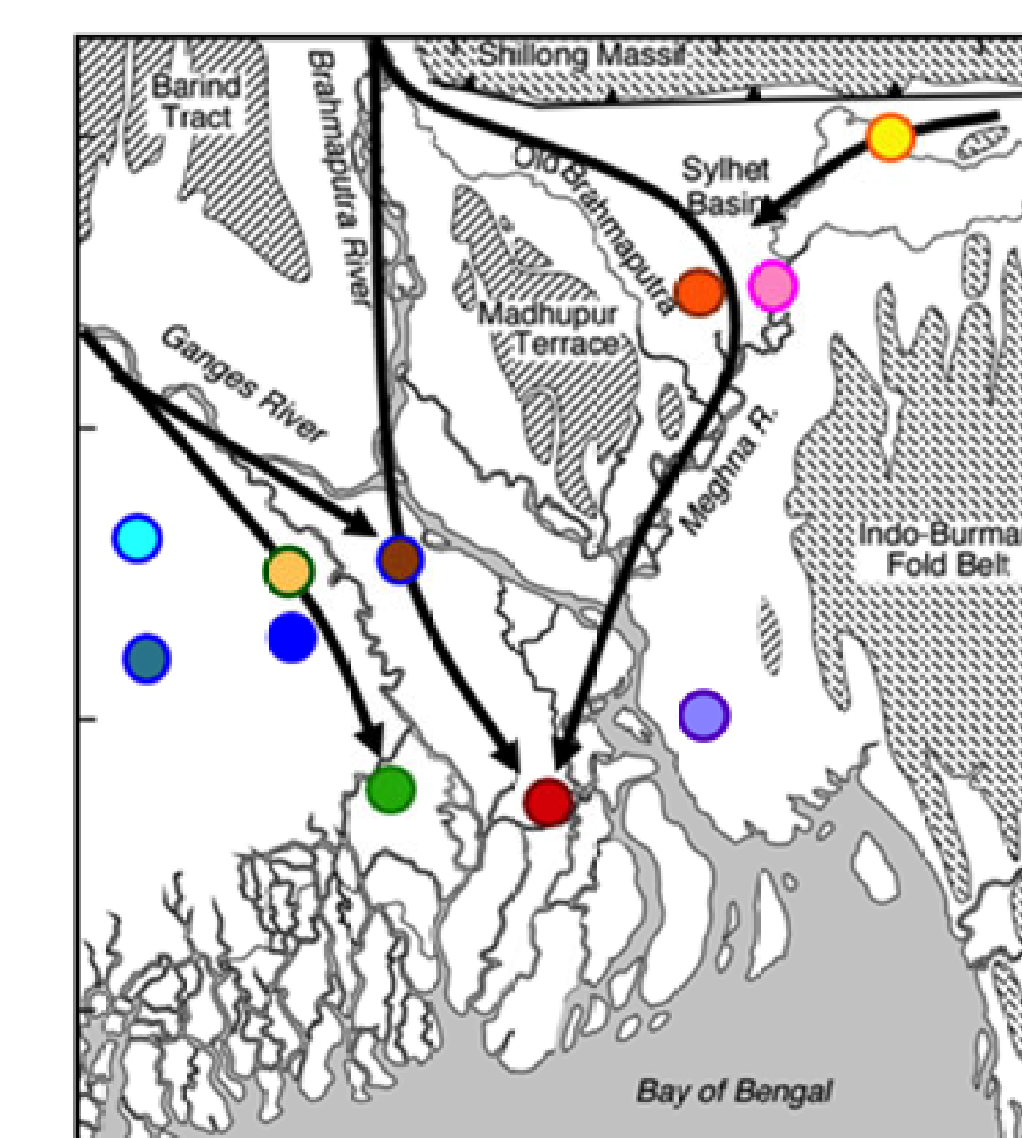 Shillong Massif
Barind
Tract
Brahmaputra River
Old Brahmaputra
Sylhet
Basin
Madhupur
Terrace
Ganges River
Meghna R.
Indo-Burma
Fold Belt
Bay of Bengal